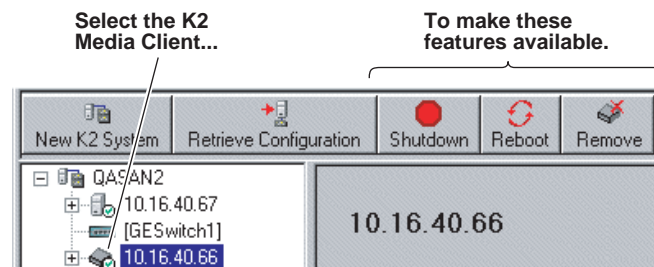 Select the K2
Media Client...
To make these
features available.
New K2 System
Retrieve Configuration
Shutdown
Reboot
Remove
QASAN2
10.16.40.67
[GESwitch1]
10.16.40.66
10.16.40.66